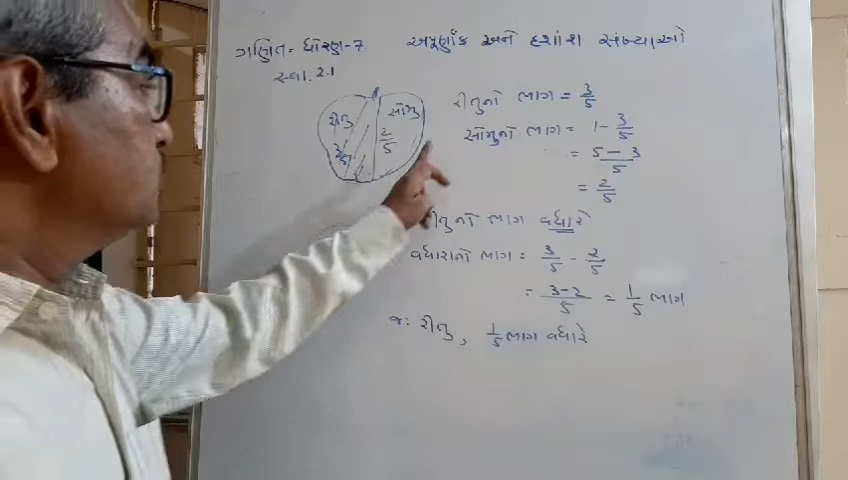 ગણિત = ધોરણ-7. અપૂર્ણાંક અને દશાંશ સંખ્યાઓ
સ્વા. 2.1
રીતુ સોમુ
3/5 2/5
રીતુનો ભાગ = 3/5
સોમુનો ભાગ = 1 - 3/5
= 5 - 3/5
= 2/5
રીતુનો ભાગ વધારે
વધારાનો ભાગ = 3/5 - 2/5
= 3-2/5 = 1/5 ભાગ
જ: રીતુ, 1/5 ભાગ વધારે